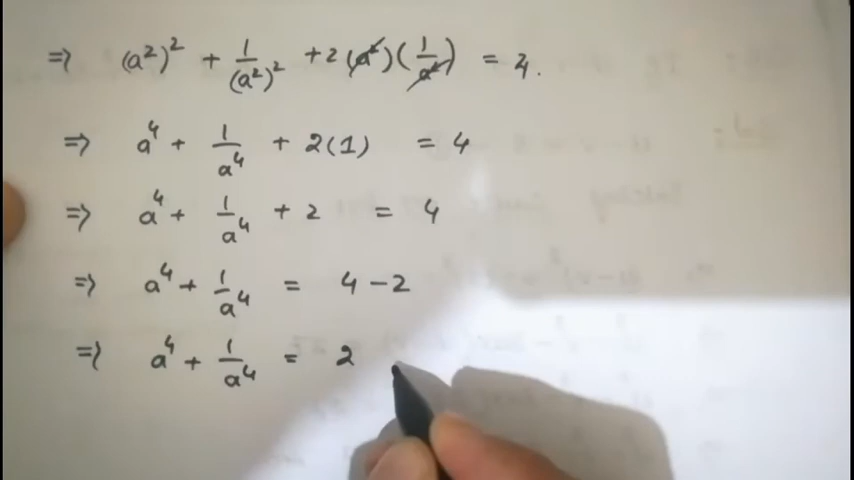 ⇒ (a²)² + 1/(a²)² + 2(a²)(1/a²) = 4.
⇒ a⁴ + 1/a⁴ + 2(1) = 4
⇒ a⁴ + 1/a⁴ + 2 = 4
⇒ a⁴ + 1/a⁴ = 4 - 2
⇒ a⁴ + 1/a⁴ = 2